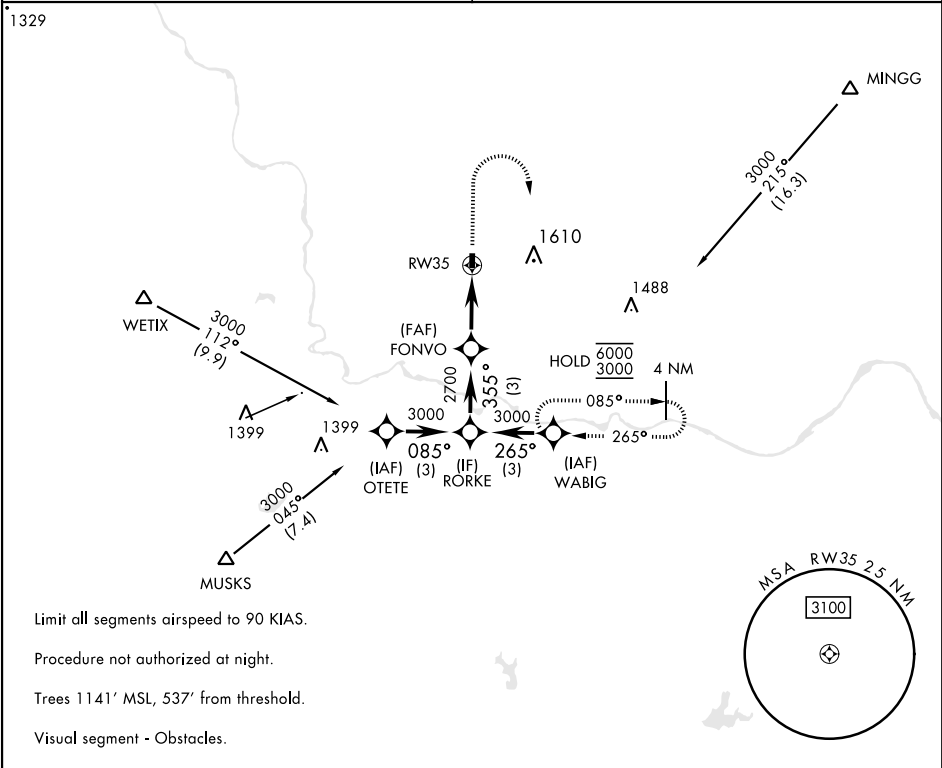 1329
MINGG
3000
215°
(16.3)
1610
RW35
1488
WETIX
3000
112°
(9.9)
(FAF)
FONVO
HOLD 6000
3000
4 NM
2700
355°
(3)
085°
265°
1399
1399
3000
085°
(3)
3000
265°
(3)
(IAF)
OTETE
(IF)
RORKE
(IAF)
WABIG
3000
045°
(7.4)
MUSKS
MSA RW35 25 NM
3100
Limit all segments airspeed to 90 KIAS.
Procedure not authorized at night.
Trees 1141' MSL, 537' from threshold.
Visual segment - Obstacles.